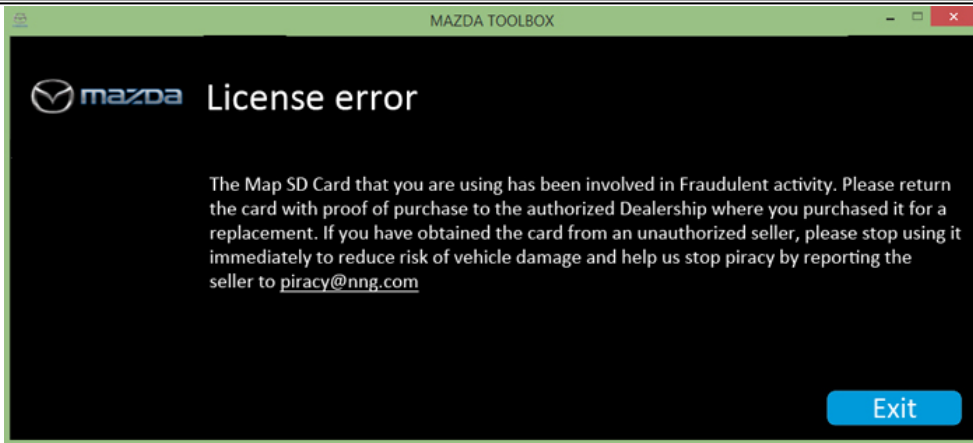 MAZDA TOOLBOX
mazda
License error
The Map SD Card that you are using has been involved in Fraudulent activity. Please return
the card with proof of purchase to the authorized Dealership where you purchased it for a
replacement. If you have obtained the card from an unauthorized seller, please stop using it
immediately to reduce risk of vehicle damage and help us stop piracy by reporting the
seller to piracy@nng.com
Exit